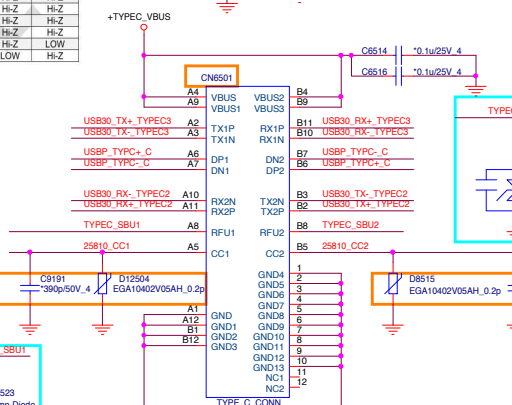 Hi-Z Hi-Z
Hi-Z Hi-Z
Hi-Z Hi-Z
Hi-Z LOW
LOW Hi-Z
+TYPEC_VBUS
C6514 *0.1u/25V_4
C6516 *0.1u/25V_4
CN6501
A4 VBUS VBUS2 B4
A9 VBUS1 VBUS3 B9
TYPE
USB30_TX+_TYPEC3 A2 TX1P RX1P B11 USB30_RX+_TYPEC3
USB30_TX-_TYPEC3 A3 TX1N RX1N B10 USB30_RX-_TYPEC3
USBP_TYPC+_C A6 DP1 DN2 B7 USBP_TYPC-_C
USBP_TYPC-_C A7 DN1 DP2 B6 USBP_TYPC+_C
USB30_RX-_TYPEC2 A10 RX2N TX2N B3 USB30_TX-_TYPEC2
USB30_RX+_TYPEC2 A11 RX2P TX2P B2 USB30_TX+_TYPEC2
TYPEC_SBU1 A8 RFU1 RFU2 B8 TYPEC_SBU2
25810_CC1 A5 CC1 CC2 B5 25810_CC2
C9191
*390p/50V_4
D12504
EGA10402V05AH_0.2p
D8515
EGA10402V05AH_0.2p
GND4 1
GND5 2
GND6 3
GND7 4
A1 GND GND8 5
A12 GND1 GND9 6
B1 GND2 GND10 7
B12 GND3 GND11 8
GND12 9
GND13 10
NC1 11
NC2 12
TYPE_C_CONN
_SBU1
523
mp Diode